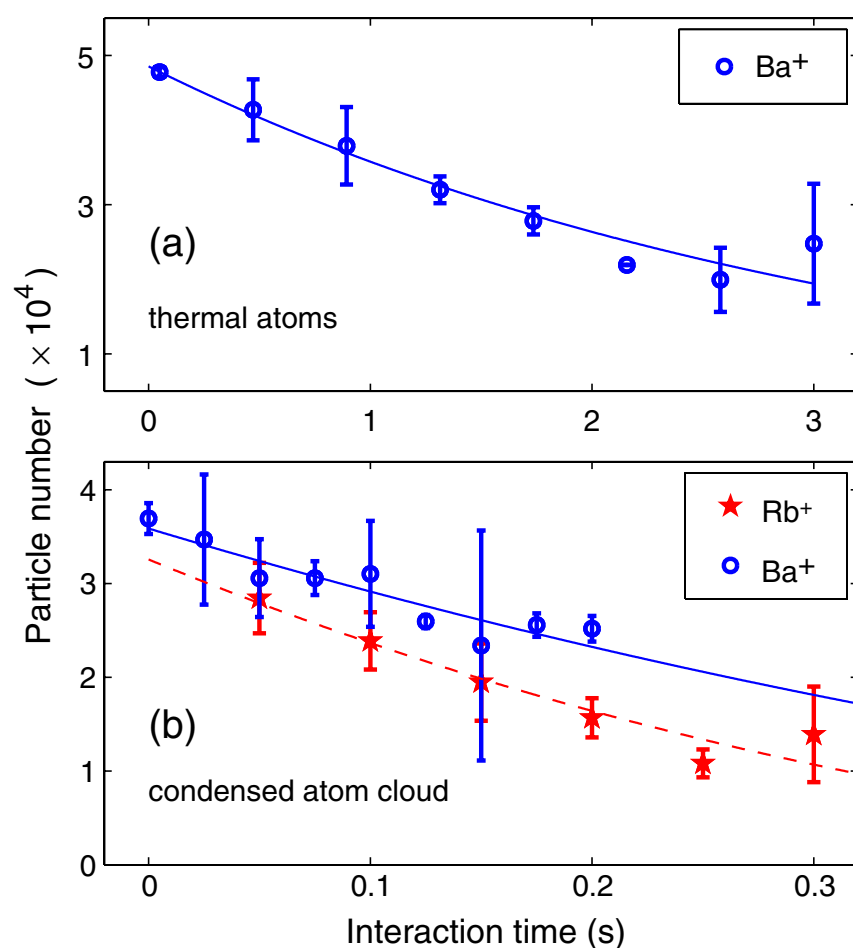 Ba⁺
5
3
1
(a)
thermal atoms
0 1 2 3
Particle number (× 10⁴)
Rb⁺
Ba⁺
4
3
2
1
0
(b)
condensed atom cloud
0 0.1 0.2 0.3
Interaction time (s)